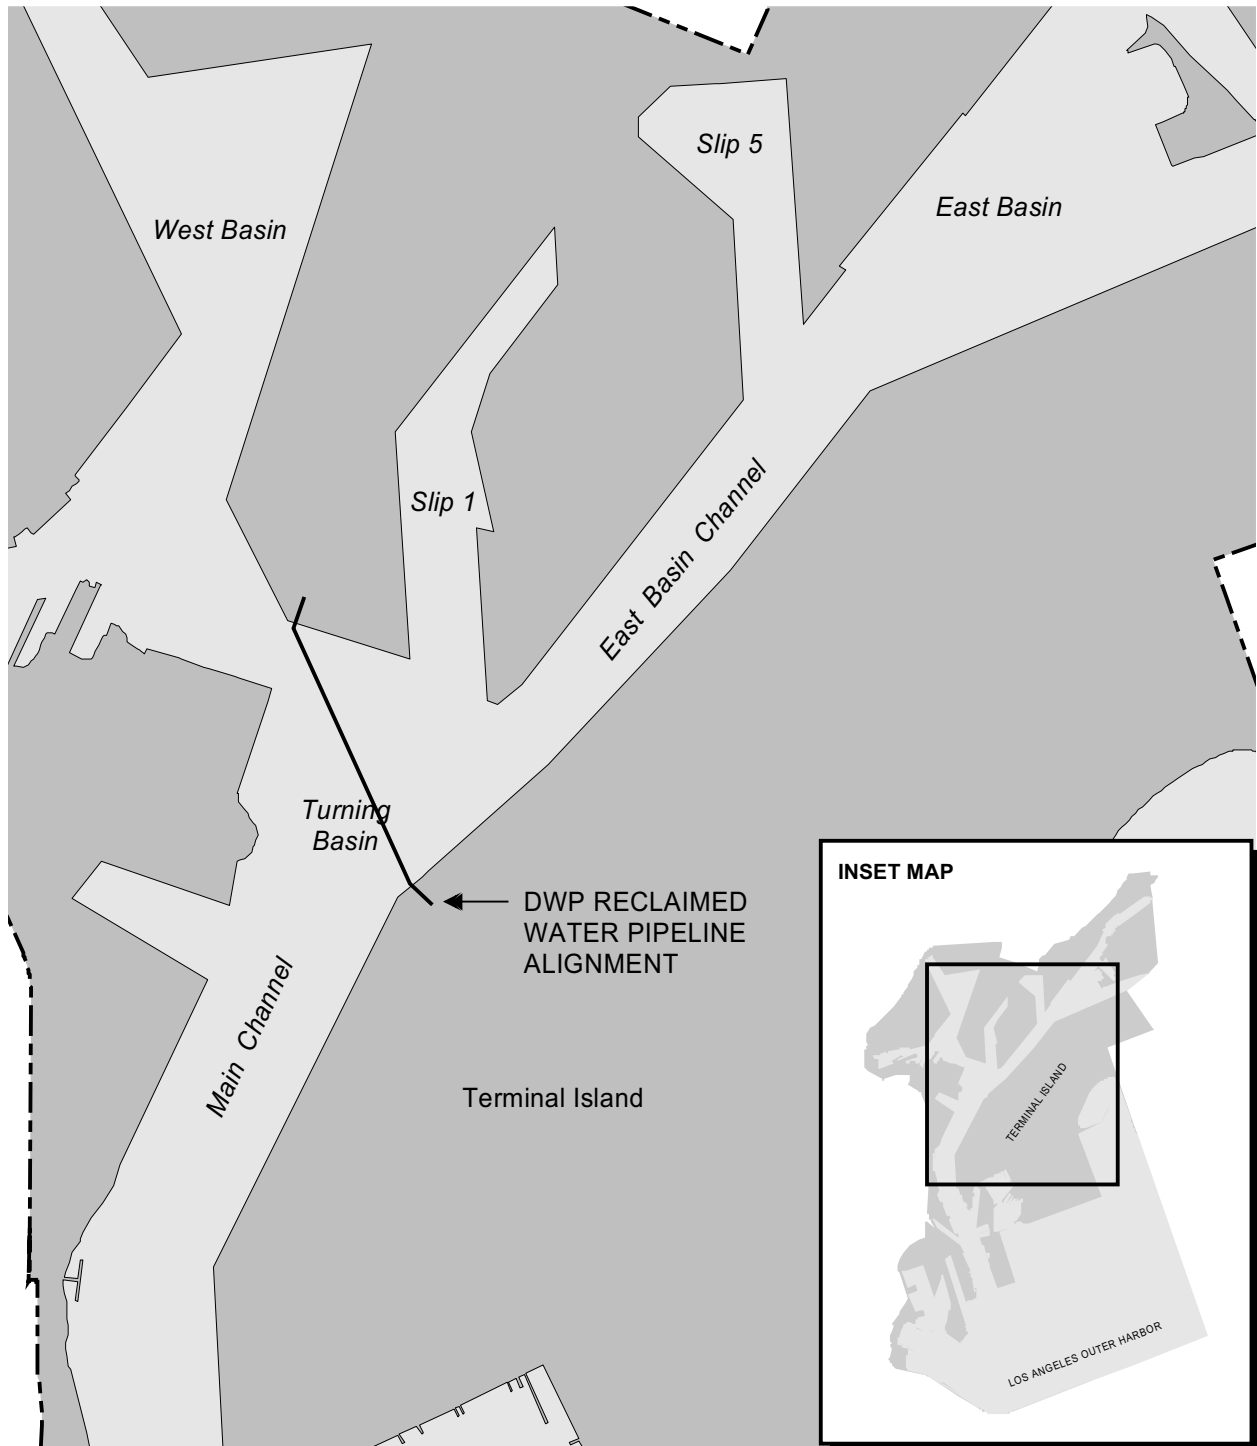 Slip 5
East Basin
West Basin
Slip 1
East Basin Channel
Turning
Basin
DWP RECLAIMED
WATER PIPELINE
ALIGNMENT
Main Channel
Terminal Island
INSET MAP
TERMINAL ISLAND
LOS ANGELES OUTER HARBOR